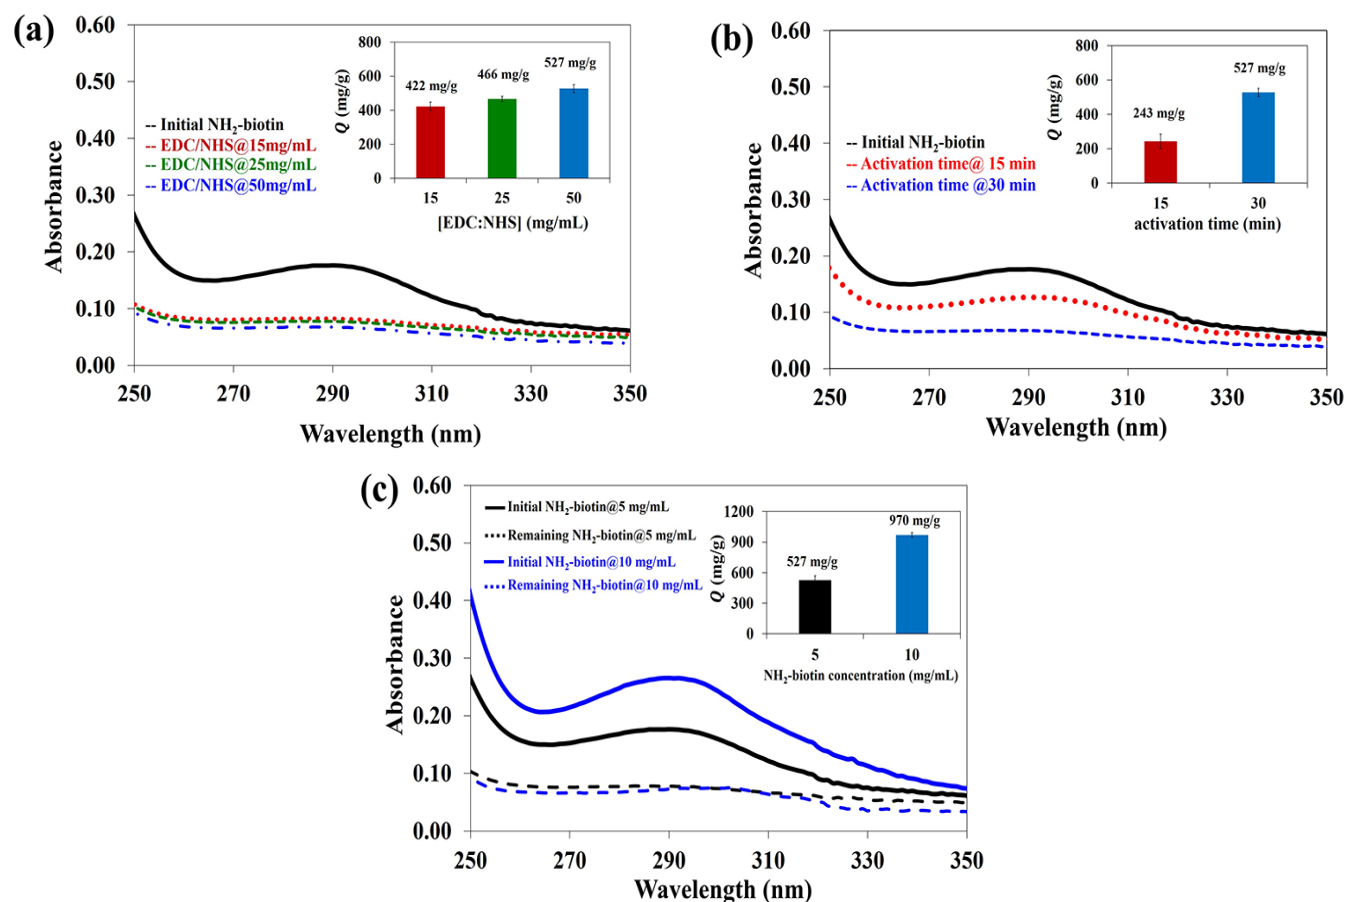 (a)
0.60
0.50
0.40
0.30
0.20
0.10
0.00
Absorbance
250 270 290 310 330 350
Wavelength (nm)
-- Initial NH₂-biotin
-- EDC/NHS@15mg/mL
-- EDC/NHS@25mg/mL
-- EDC/NHS@50mg/mL
800
600
400
200
0
Q (mg/g)
422 mg/g
466 mg/g
527 mg/g
15 25 50
[EDC:NHS] (mg/mL)
(b)
0.60
0.50
0.40
0.30
0.20
0.10
0.00
Absorbance
250 270 290 310 330 350
Wavelength (nm)
Initial NH₂-biotin
Activation time@ 15 min
Activation time @30 min
800
600
400
200
0
Q (mg/g)
243 mg/g
527 mg/g
15 30
activation time (min)
(c)
0.60
0.50
0.40
0.30
0.20
0.10
0.00
Absorbance
250 270 290 310 330 350
Wavelength (nm)
Initial NH₂-biotin@5 mg/mL
Remaining NH₂-biotin@5 mg/mL
Initial NH₂-biotin@10 mg/mL
Remaining NH₂-biotin@10 mg/mL
1200
900
600
300
0
Q (mg/g)
527 mg/g
970 mg/g
5 10
NH₂-biotin concentration (mg/mL)